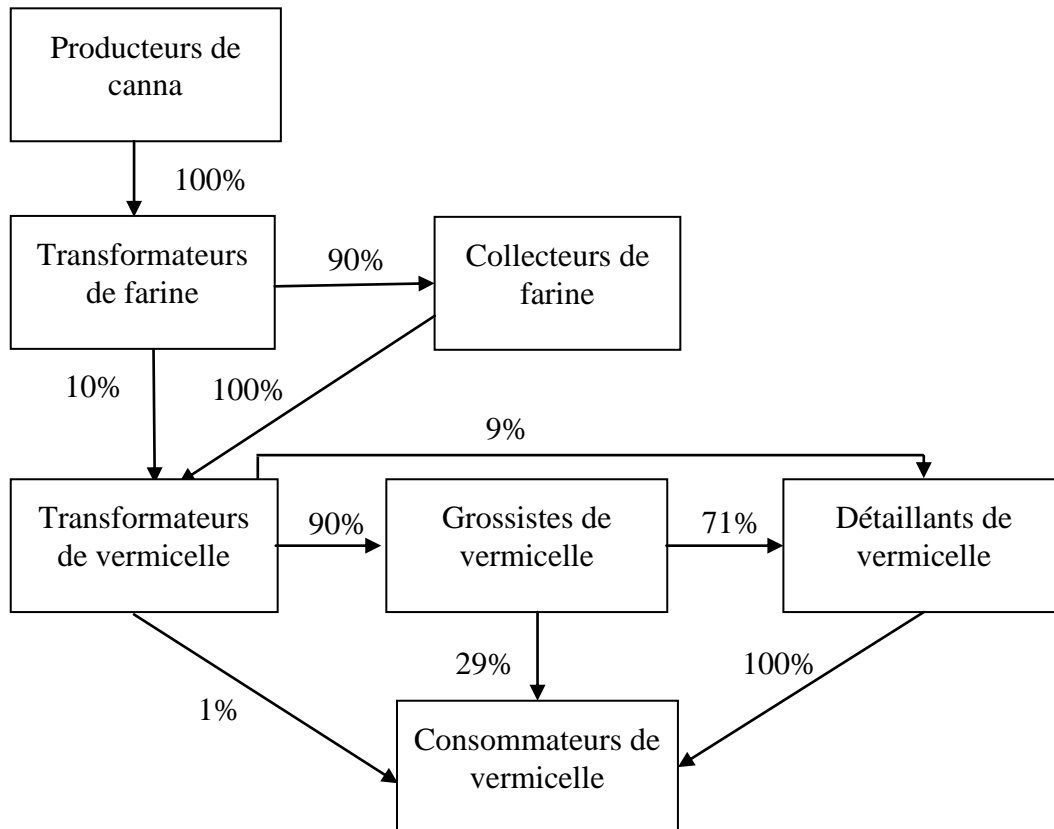 Producteurs de
canna
100%
Transformateurs
de farine
90%
Collecteurs de
farine
10%
100%
9%
Transformateurs
de vermicelle
90%
Grossistes de
vermicelle
71%
Détaillants de
vermicelle
1%
29%
100%
Consommateurs de
vermicelle